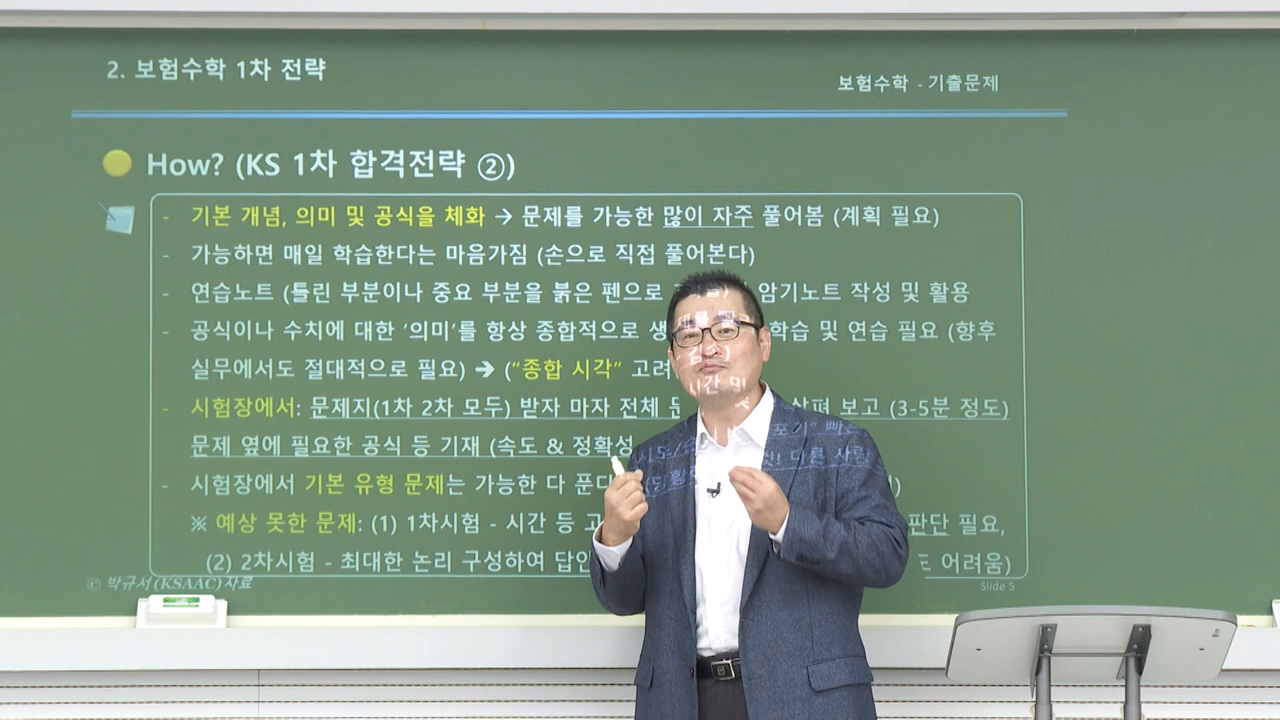 2. 보험수학 1차 전략
보험수학 - 기출문제
How? (KS 1차 합격전략 ②)
- 기본 개념, 의미 및 공식을 체화 → 문제를 가능한 많이 자주 풀어봄 (계획 필요)
- 가능하면 매일 학습한다는 마음가짐 (손으로 직접 풀어본다)
- 연습노트 (틀린 부분이나 중요 부분을 붉은 펜으로 암기노트 작성 및 활용
- 공식이나 수치에 대한 '의미'를 항상 종합적으로 학습 및 연습 필요 (향후
실무에서도 절대적으로 필요) ➔ ("종합 시각" 고려
- 시험장에서: 문제지(1차 2차 모두) 받자 마자 전체 살펴 보고 (3-5분 정도)
문제 옆에 필요한 공식 등 기재 (속도 & 정확성
- 시험장에서 기본 유형 문제는 가능한 다 푼다
※ 예상 못한 문제: (1) 1차시험 - 시간 등 판단 필요,
(2) 2차시험 - 최대한 논리 구성하여 어려움)
© 박규서(KSAAC)자료
Slide 5